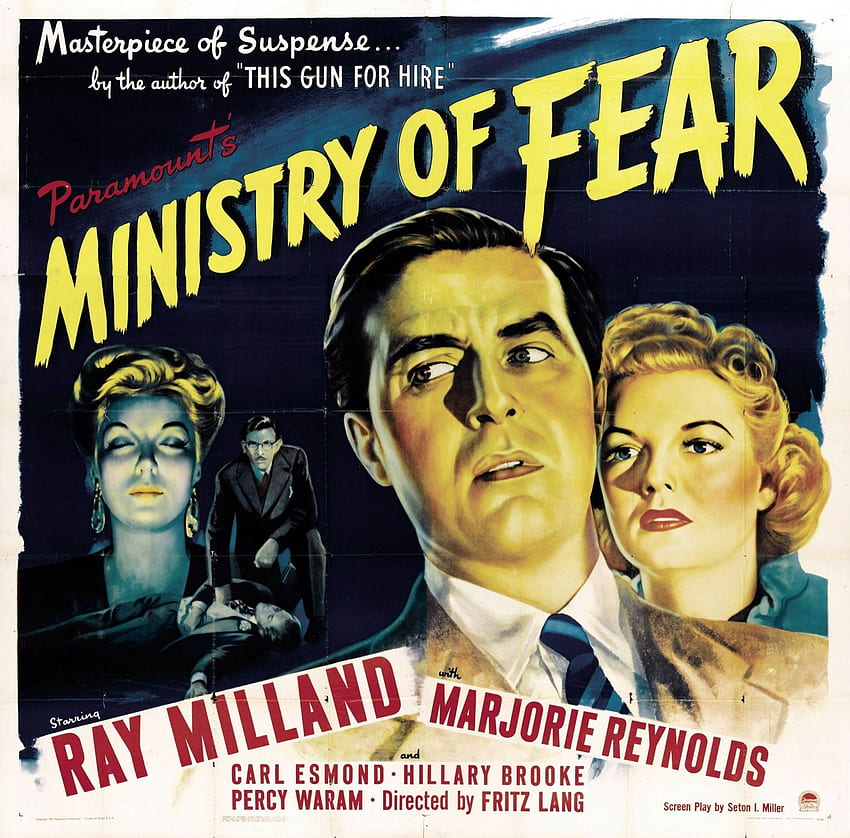 Masterpiece of Suspense...
by the author of "THIS GUN FOR HIRE"
Paramount's
MINISTRY OF FEAR
Starring
RAY MILLAND
with
MARJORIE REYNOLDS
and
CARL ESMOND · HILLARY BROOKE
PERCY WARAM · Directed by FRITZ LANG
Screen Play by Seton I. Miller